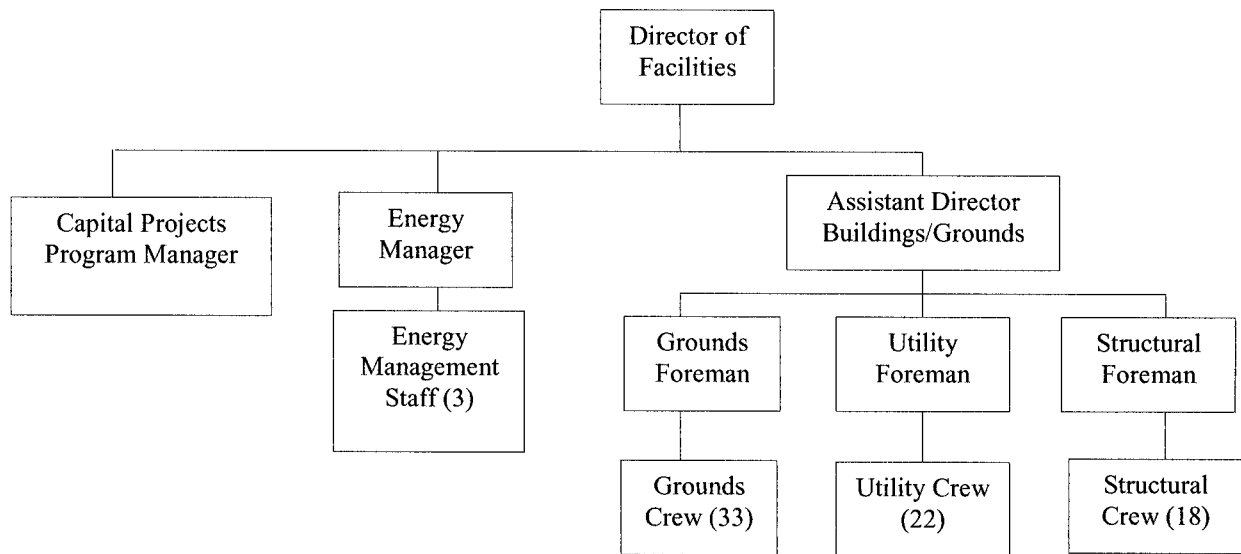 Director of
Facilities
Capital Projects
Program Manager
Energy
Manager
Assistant Director
Buildings/Grounds
Energy
Management
Staff (3)
Grounds
Foreman
Utility
Foreman
Structural
Foreman
Grounds
Crew (33)
Utility Crew
(22)
Structural
Crew (18)